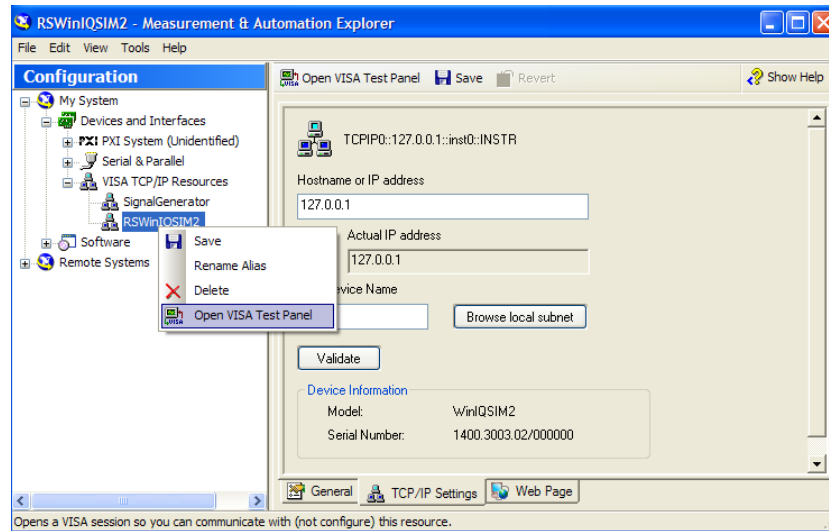 RSWinIQSIM2 - Measurement & Automation Explorer
File Edit View Tools Help
Configuration
Open VISA Test Panel Save Revert Show Help
My System
Devices and Interfaces
PXI PXI System (Unidentified)
Serial & Parallel
VISA TCP/IP Resources
SignalGenerator
RSWinIQSIM2
Software
Remote Systems
Save
Rename Alias
Delete
Open VISA Test Panel
TCPIP0::127.0.0.1::inst0::INSTR
Hostname or IP address
127.0.0.1
Actual IP address
127.0.0.1
Name
Browse local subnet
Validate
Device Information
Model: WinIQSIM2
Serial Number: 1400.3003.02/000000
General TCP/IP Settings Web Page
Opens a VISA session so you can communicate with (not configure) this resource.